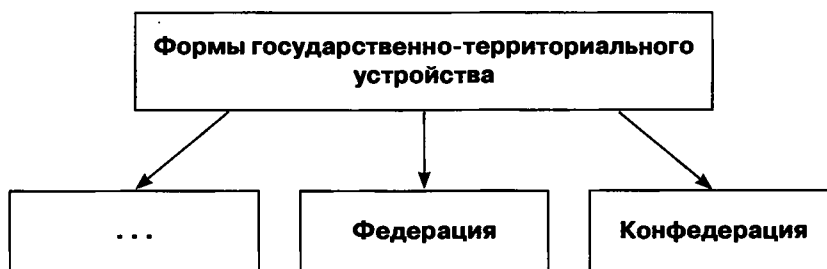 Формы государственно-территориального
устройства
. . .
Федерация
Конфедерация